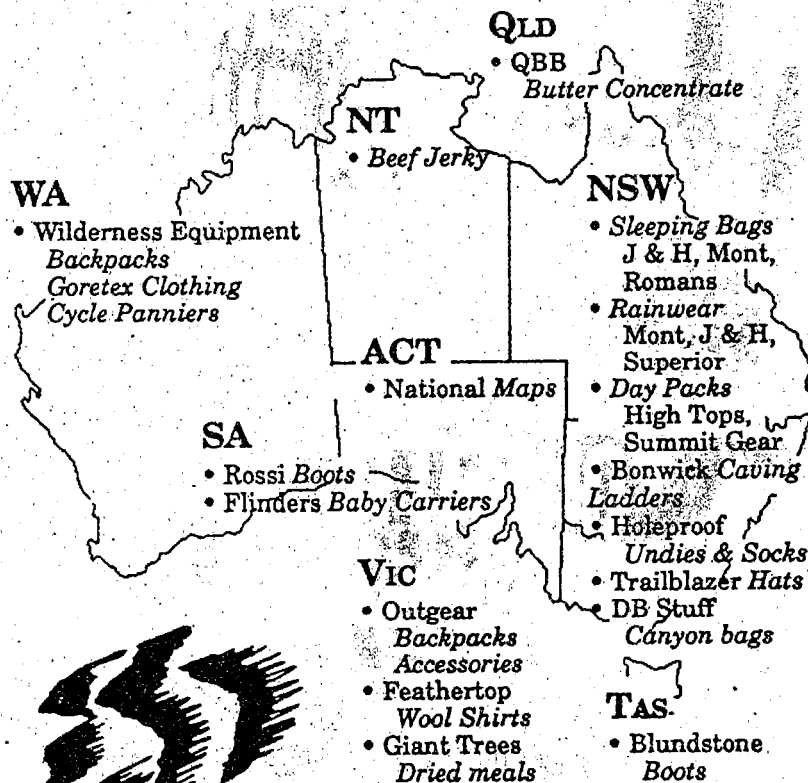 QLD
• QBB
Butter Concentrate
NT
• Beef Jerky
WA
• Wilderness Equipment
Backpacks
Goretex Clothing
Cycle Panniers
NSW
• Sleeping Bags
J & H, Mont,
Romans
• Rainwear
Mont, J & H,
Superior
• Day Packs
High Tops,
Summit Gear
• Bonwick Caving
Ladders
• Holeproof
Undies & Socks
• Trailblazer Hats
• DB Stuff
Canyon bags
ACT
• National Maps
SA
• Rossi Boots
• Flinders Baby Carriers
VIC
• Outgear
Backpacks
Accessories
• Feathertop
Wool Shirts
• Giant Trees
Dried meals
TAS
• Blundstone
Boots